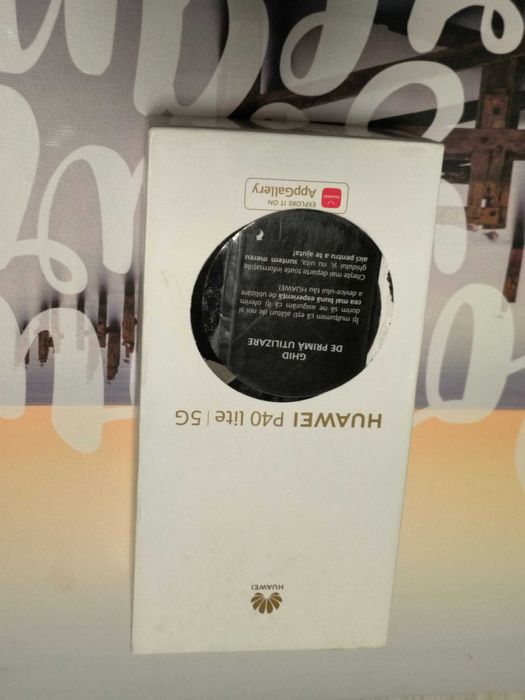 HUAWEI
HUAWEI P40 lite | 5G
GHID
DE PRIMĂ UTILIZARE
Îți mulțumim că ești alături de noi și
dorim să ne asigurăm că îți oferim
cea mai bună experiență de utilizare
a device-ului tău HUAWEI.
Citește mai departe toate informațiile
ghidului și, nu uita, suntem mereu
aici pentru a te ajuta!
HUAWEI
EXPLORE IT ON
AppGallery